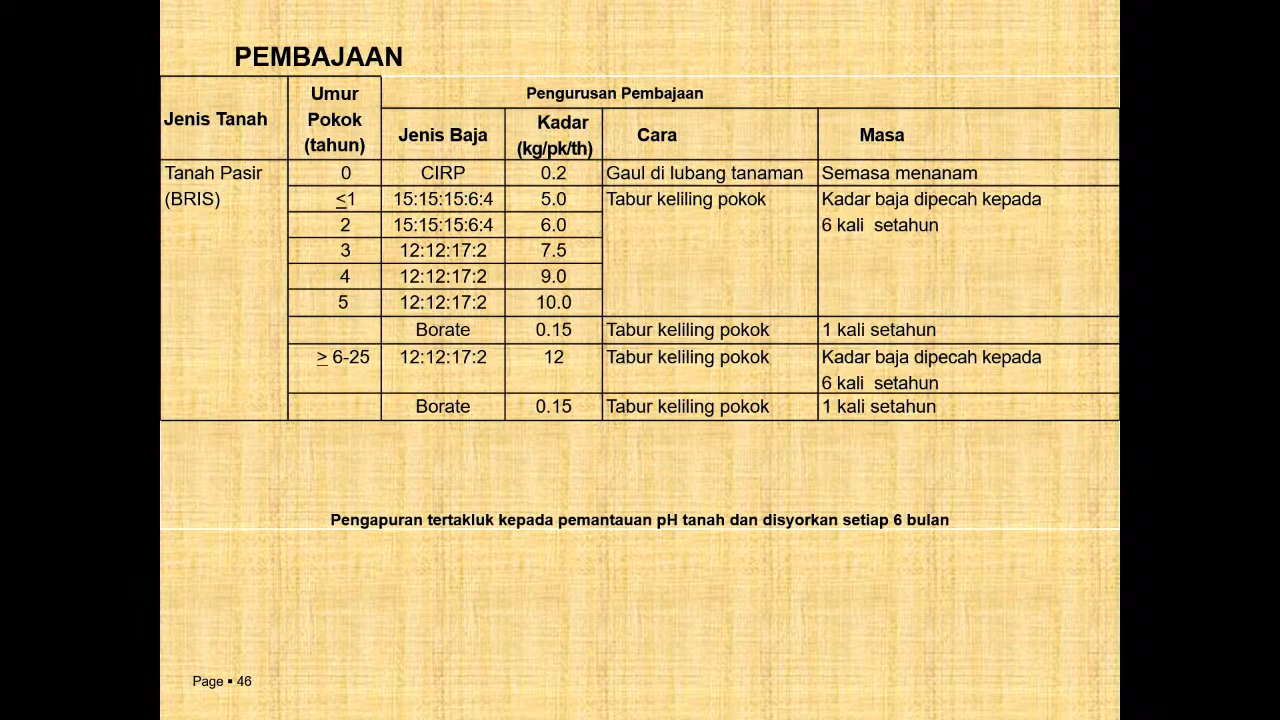 PEMBAJAAN
Jenis Tanah
Umur
Pokok
(tahun)
Pengurusan Pembajaan
Jenis Baja
Kadar
(kg/pk/th)
Cara
Masa
Tanah Pasir
(BRIS)
0 CIRP 0.2 Gaul di lubang tanaman Semasa menanam
≤1 15:15:15:6:4 5.0 Tabur keliling pokok Kadar baja dipecah kepada
2 15:15:15:6:4 6.0 6 kali setahun
3 12:12:17:2 7.5
4 12:12:17:2 9.0
5 12:12:17:2 10.0
Borate 0.15 Tabur keliling pokok 1 kali setahun
≥ 6-25 12:12:17:2 12 Tabur keliling pokok Kadar baja dipecah kepada
6 kali setahun
Borate 0.15 Tabur keliling pokok 1 kali setahun
Pengapuran tertakluk kepada pemantauan pH tanah dan disyorkan setiap 6 bulan
Page ▪ 46